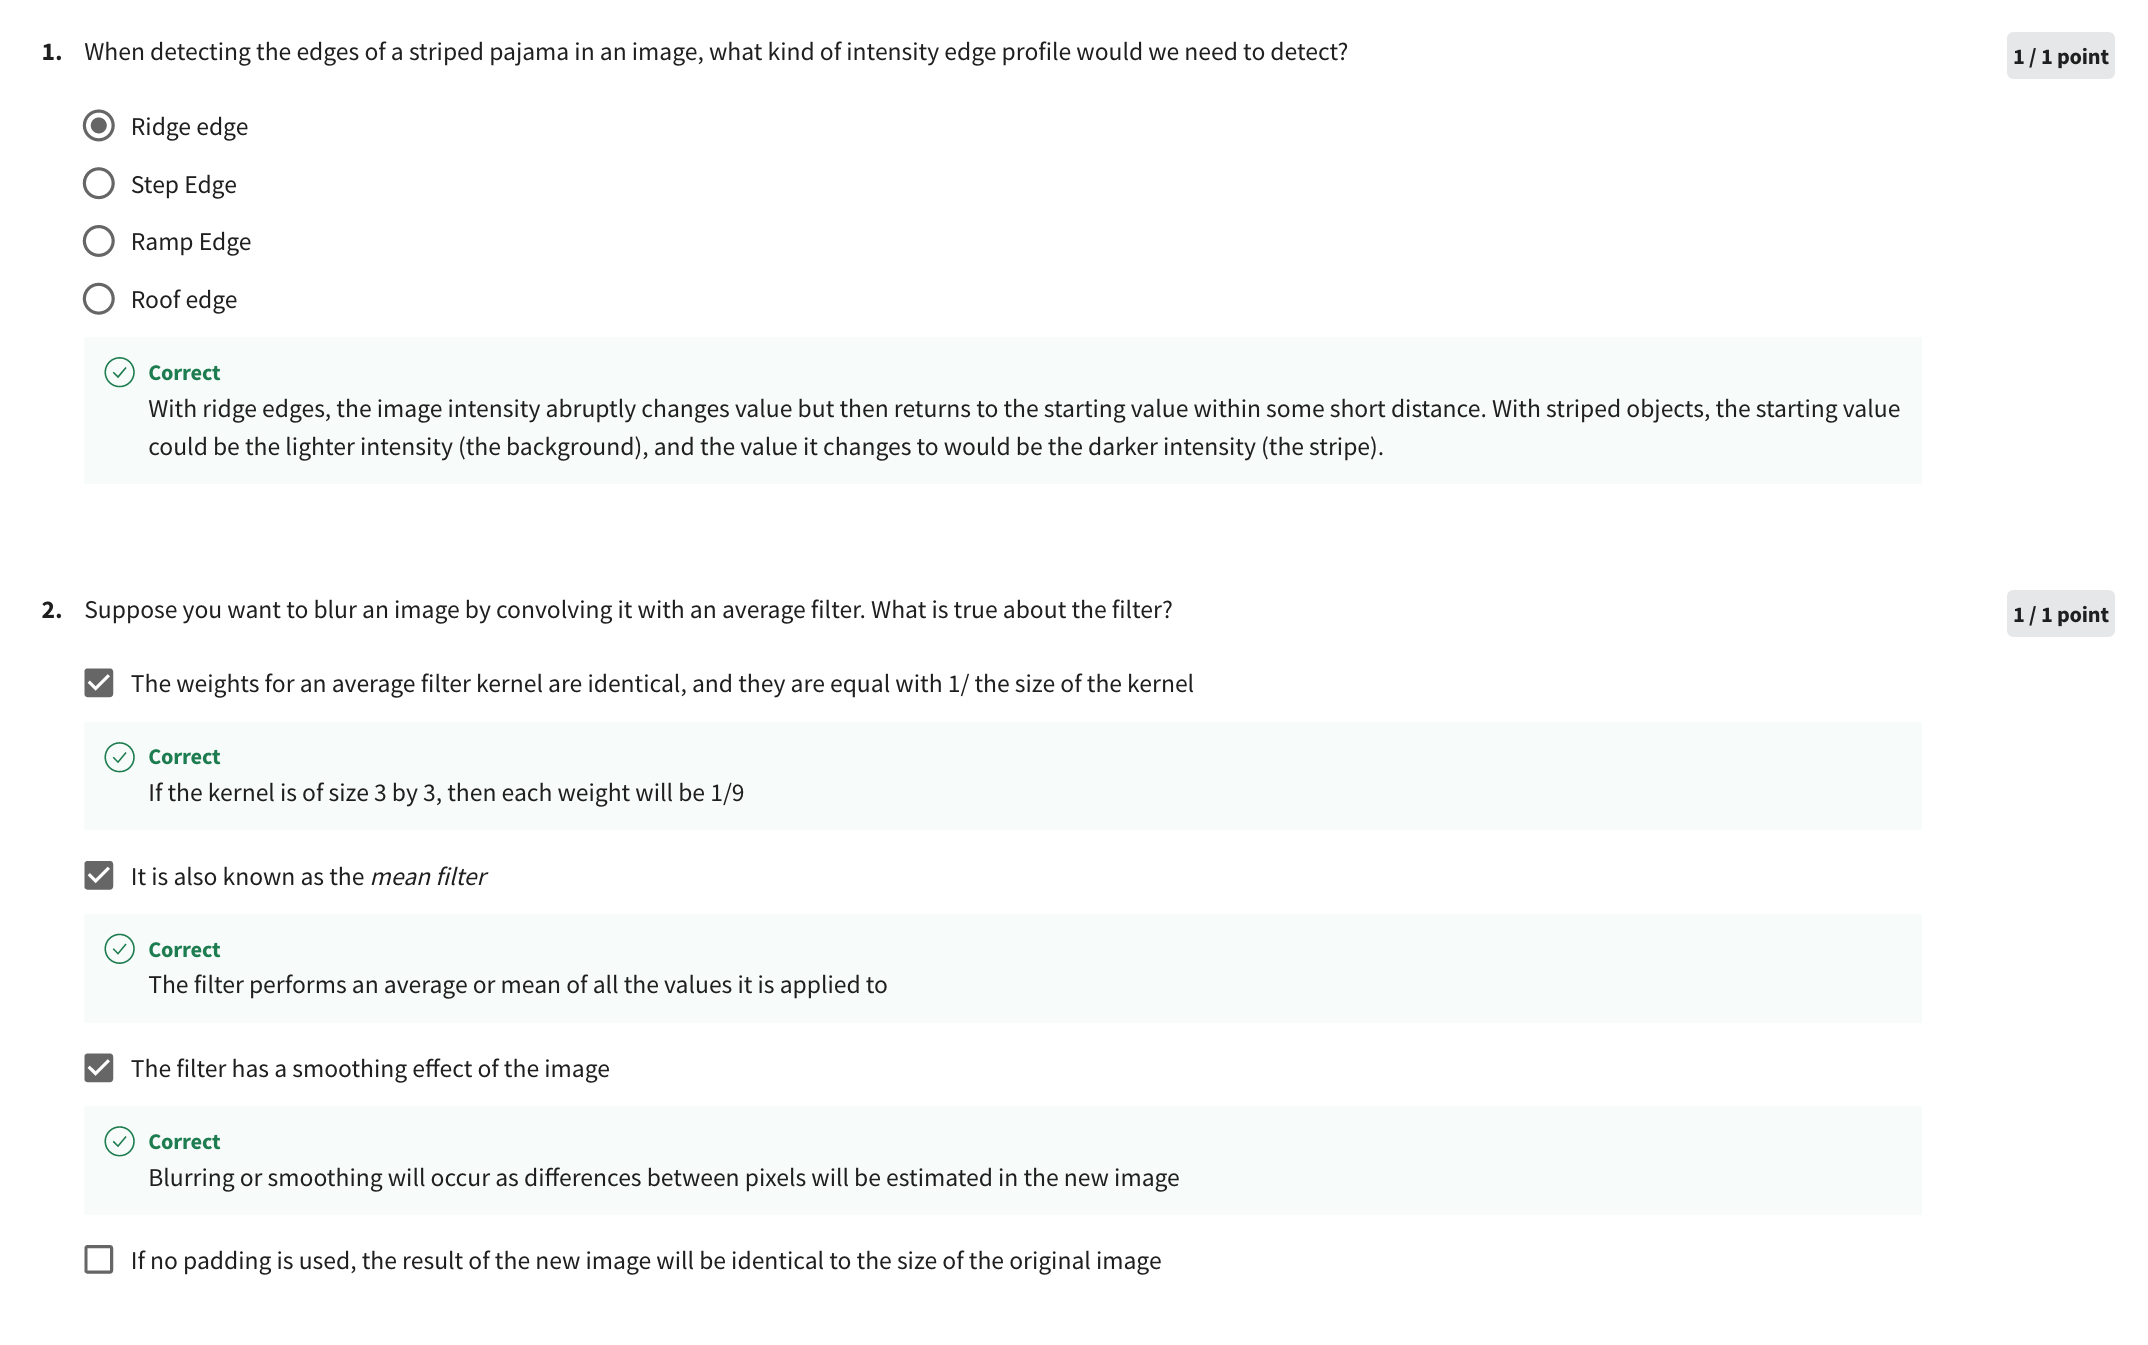 1. When detecting the edges of a striped pajama in an image, what kind of intensity edge profile would we need to detect?
1 / 1 point
Ridge edge
Step Edge
Ramp Edge
Roof edge
Correct
With ridge edges, the image intensity abruptly changes value but then returns to the starting value within some short distance. With striped objects, the starting value
could be the lighter intensity (the background), and the value it changes to would be the darker intensity (the stripe).
2. Suppose you want to blur an image by convolving it with an average filter. What is true about the filter?
1 / 1 point
The weights for an average filter kernel are identical, and they are equal with 1/ the size of the kernel
Correct
If the kernel is of size 3 by 3, then each weight will be 1/9
It is also known as the mean filter
Correct
The filter performs an average or mean of all the values it is applied to
The filter has a smoothing effect of the image
Correct
Blurring or smoothing will occur as differences between pixels will be estimated in the new image
If no padding is used, the result of the new image will be identical to the size of the original image